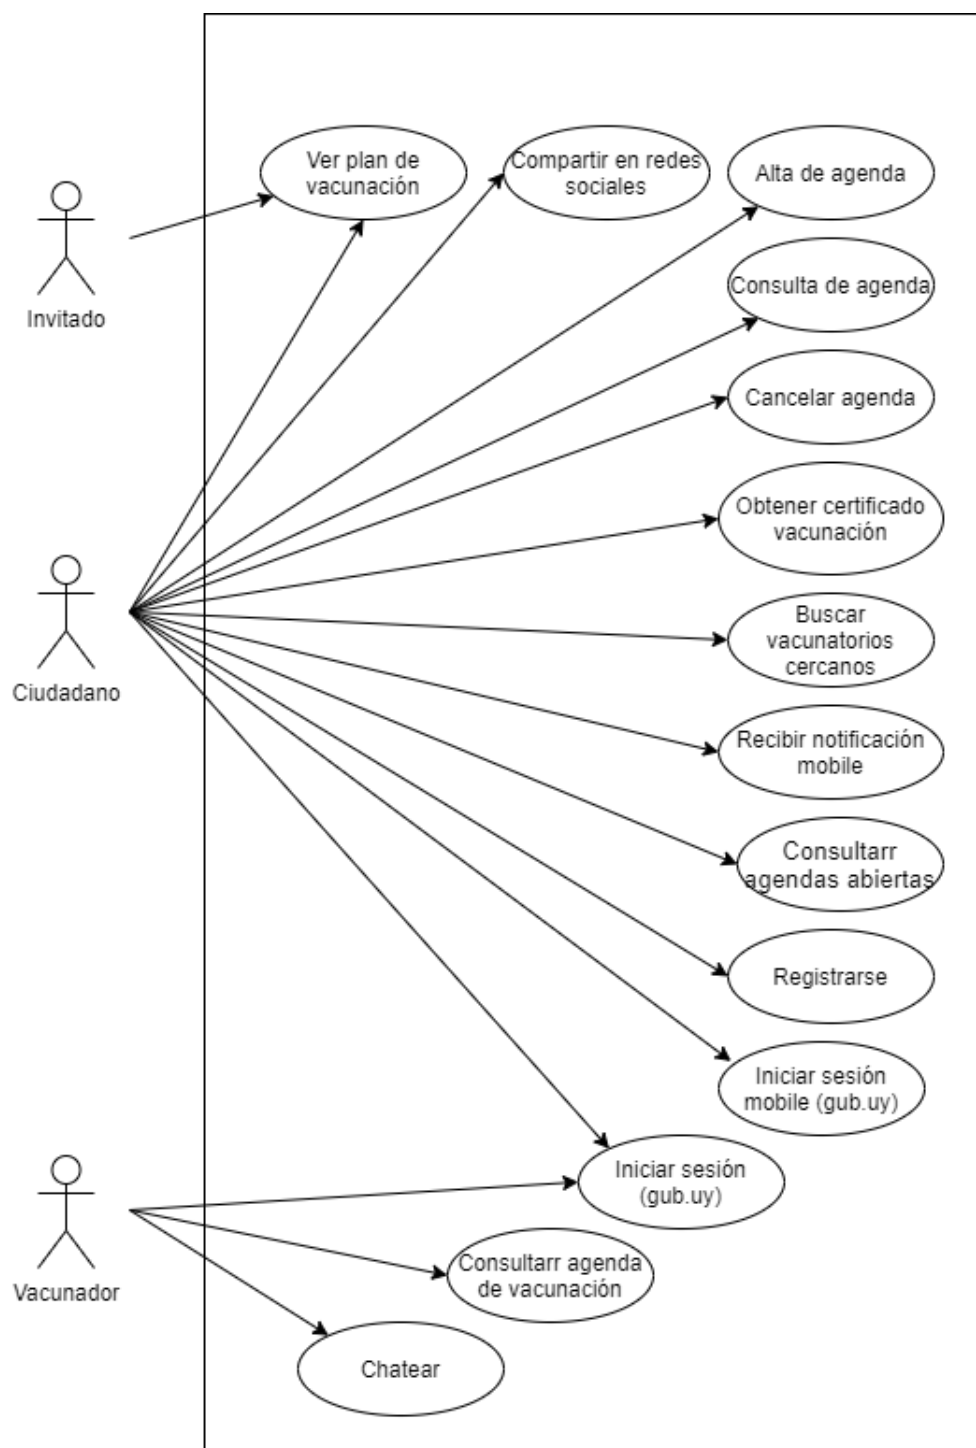 Ver plan de
vacunación
Compartir en redes
sociales
Alta de agenda
Invitado
Consulta de agenda
Cancelar agenda
Obtener certificado
vacunación
Ciudadano
Buscar
vacunatorios
cercanos
Recibir notificación
mobile
Consultarr
agendas abiertas
Registrarse
Iniciar sesión
mobile (gub.uy)
Iniciar sesión
(gub.uy)
Vacunador
Consultarr agenda
de vacunación
Chatear